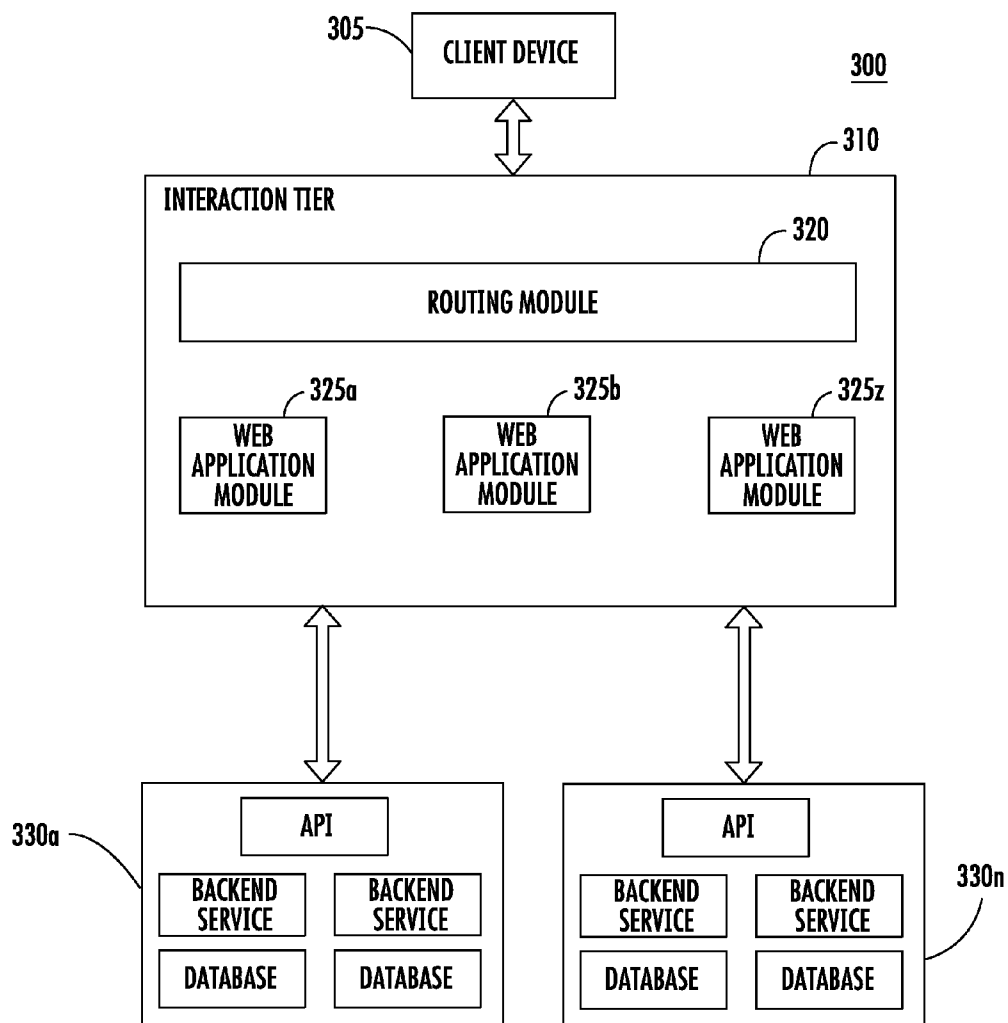 305
CLIENT DEVICE
300
310
INTERACTION TIER
320
ROUTING MODULE
325a
325b
325z
WEB
APPLICATION
MODULE
WEB
APPLICATION
MODULE
WEB
APPLICATION
MODULE
330a
API
BACKEND
SERVICE
BACKEND
SERVICE
DATABASE
DATABASE
API
330n
BACKEND
SERVICE
BACKEND
SERVICE
DATABASE
DATABASE